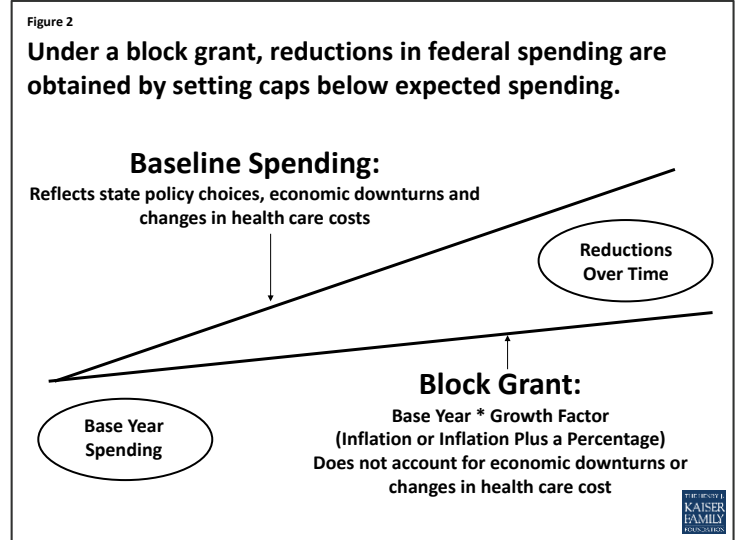 Figure 2
Under a block grant, reductions in federal spending are
obtained by setting caps below expected spending.
Baseline Spending:
Reflects state policy choices, economic downturns and
changes in health care costs
Reductions
Over Time
Block Grant:
Base Year * Growth Factor
(Inflation or Inflation Plus a Percentage)
Does not account for economic downturns or
changes in health care cost
Base Year
Spending
THE HENRY J.
KAISER
FAMILY
FOUNDATION